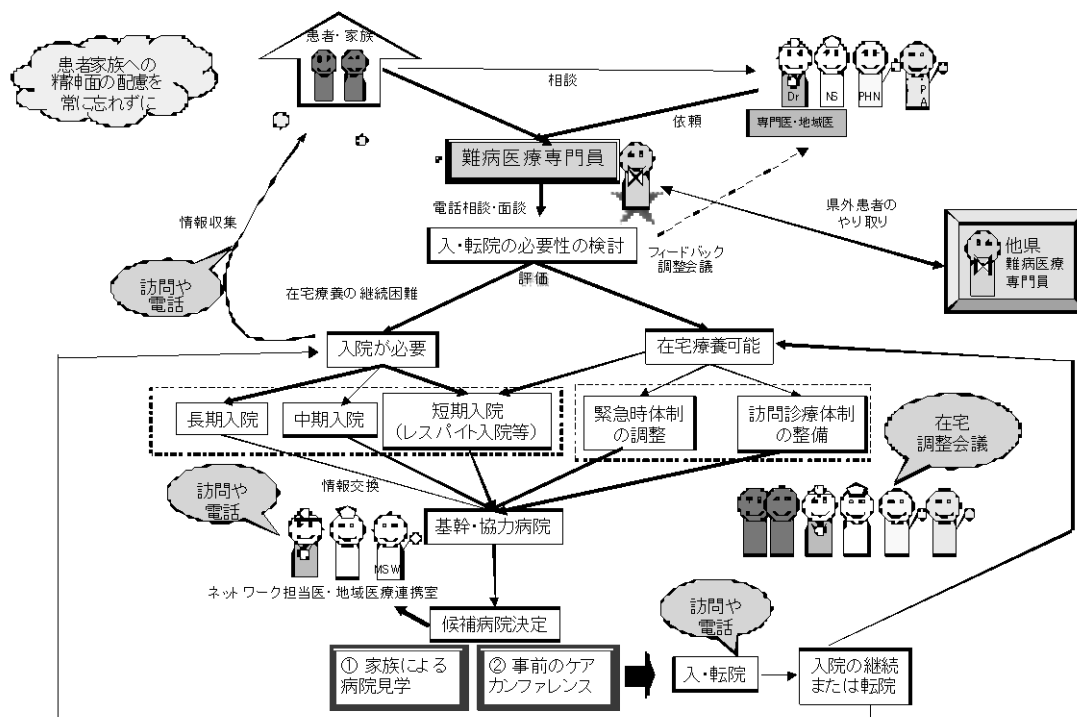 患者家族への
精神面の配慮を
常に忘れずに
患者・家族
相談
Dr
NS
PHN
PA
専門医・地域医
依頼
難病医療専門員
電話相談・面談
入・転院の必要性の検討
フィードバック
調整会議
県外患者の
やり取り
他県
難病医療
専門員
情報収集
訪問や
電話
評価
在宅療養の継続困難
入院が必要
在宅療養可能
長期入院
中期入院
短期入院
(レスパイト入院等)
緊急時体制
の調整
訪問診療体制
の整備
在宅
調整会議
訪問や
電話
情報交換
基幹・協力病院
MSW
ネットワーク担当医・地域医療連携室
候補病院決定
訪問や
電話
① 家族による
病院見学
② 事前のケア
カンファレンス
入・転院
入院の継続
または転院